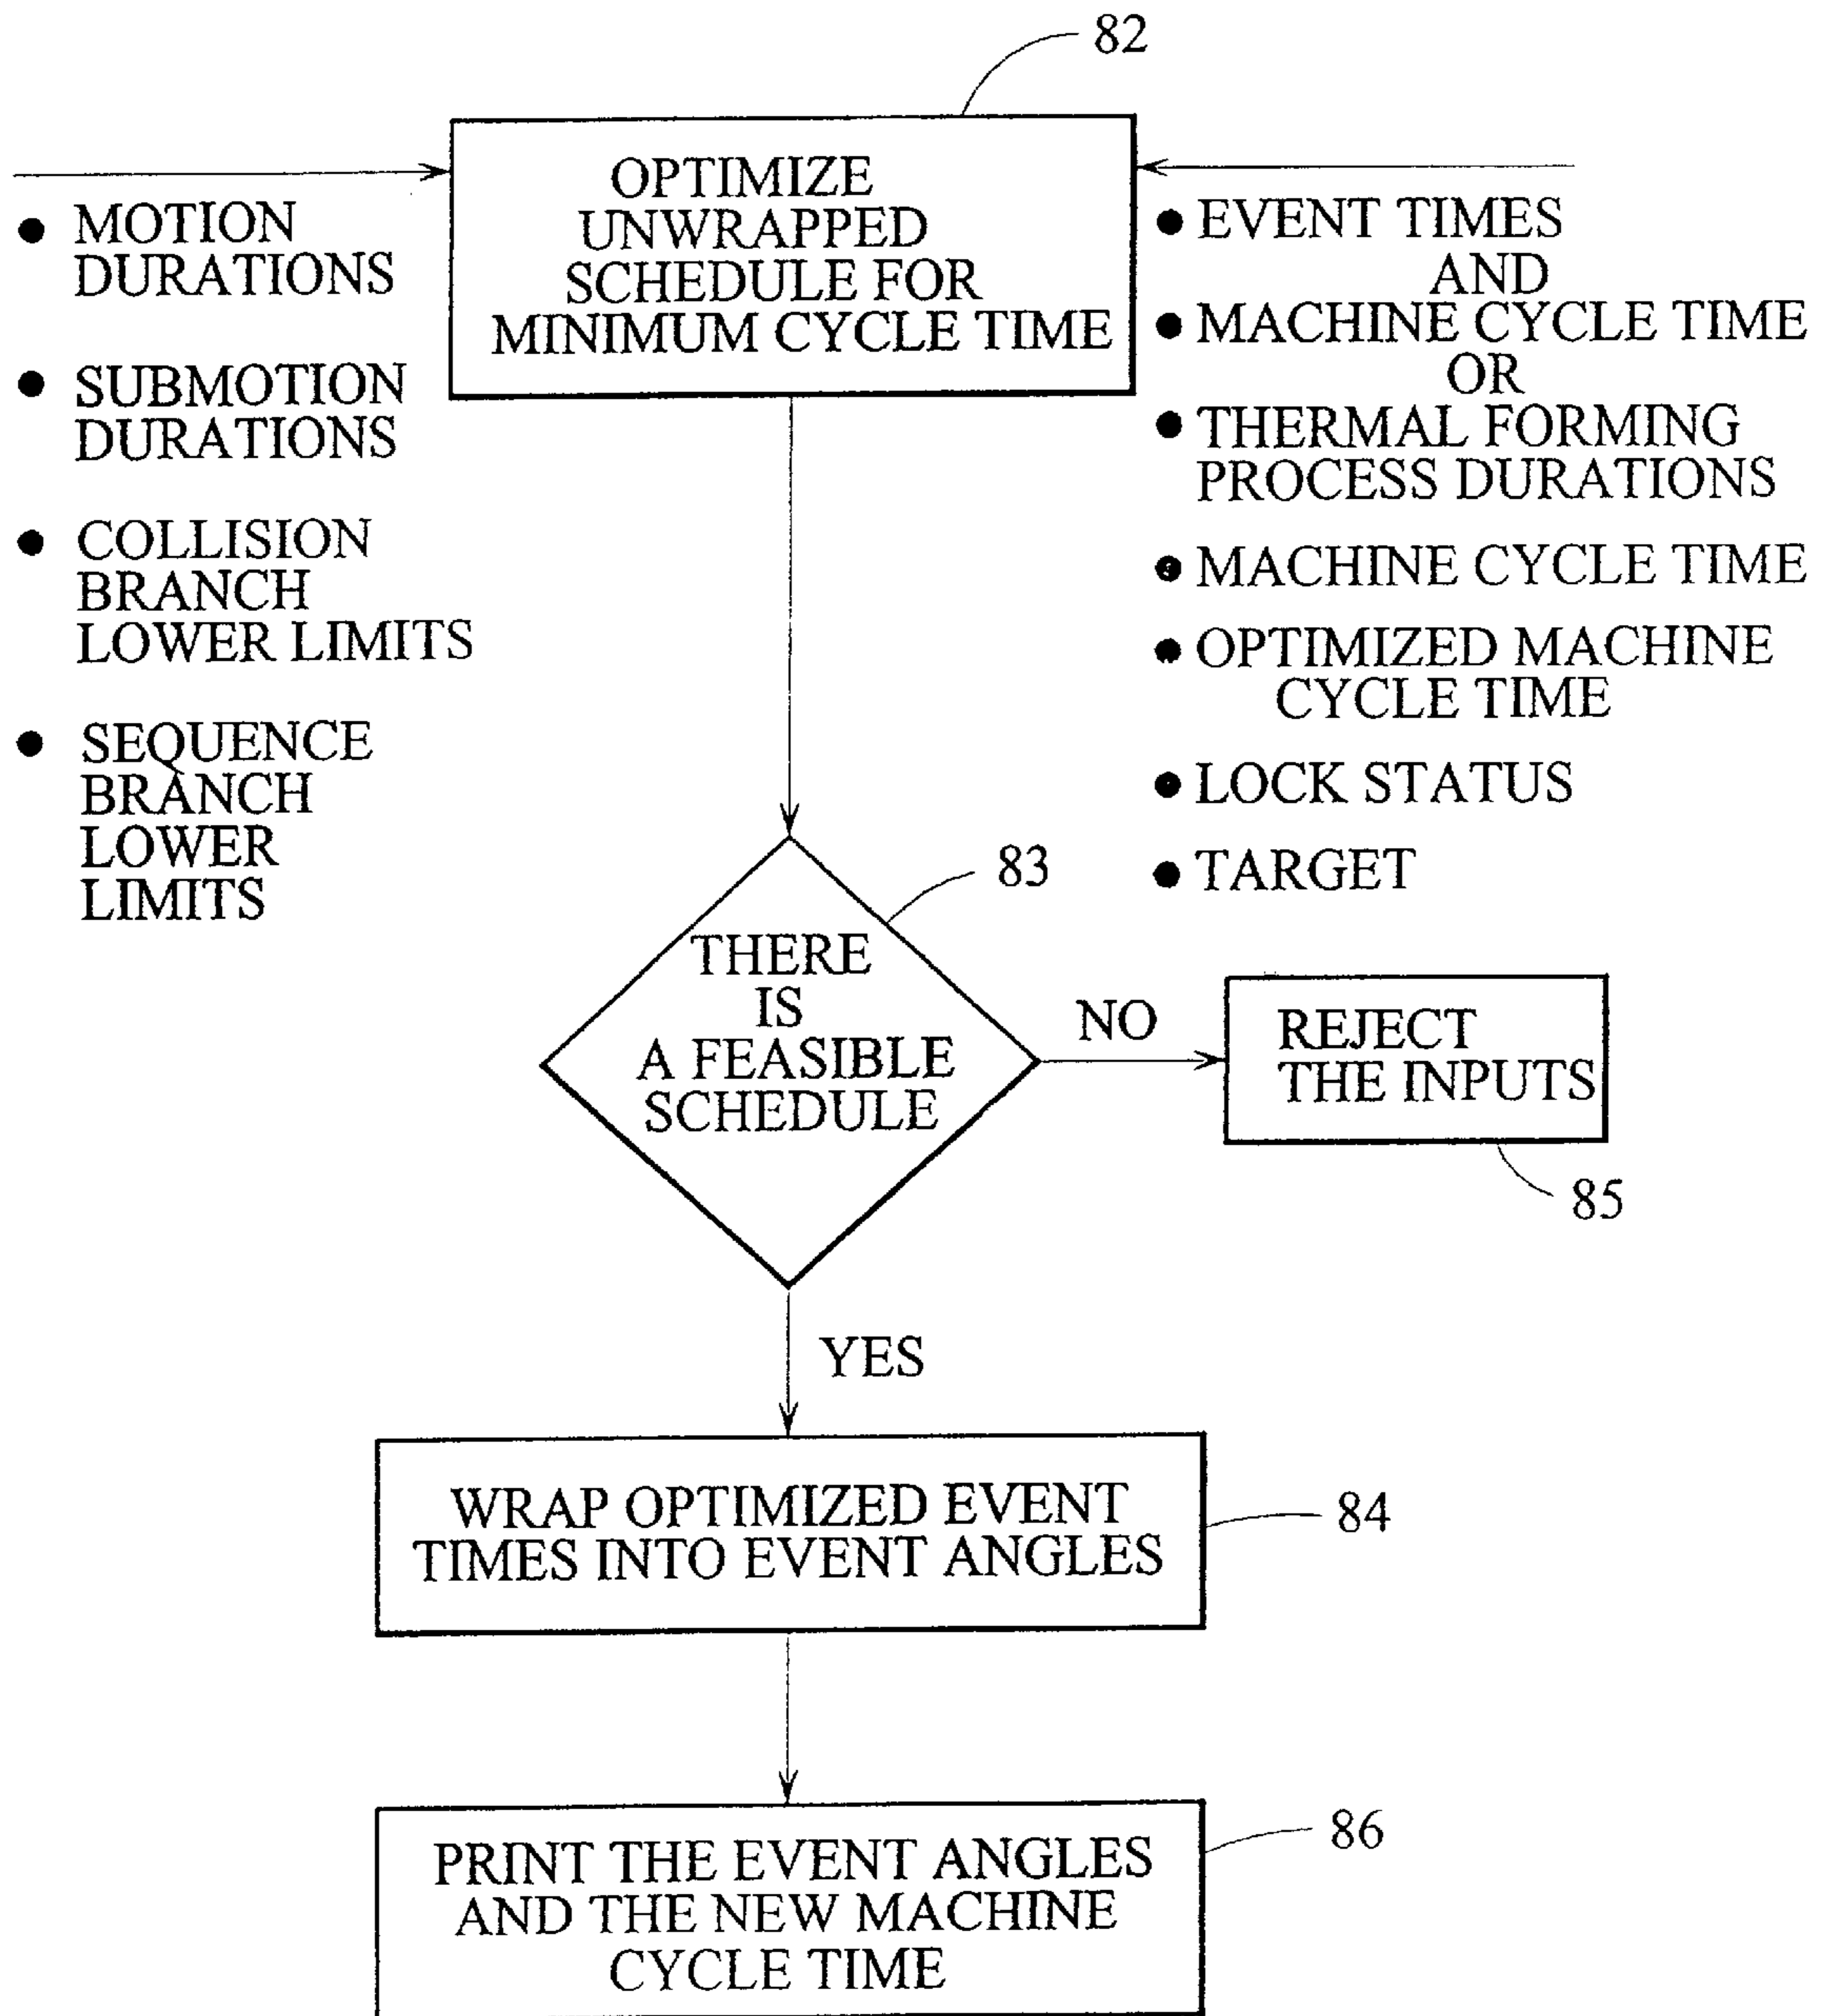 82
OPTIMIZE
UNWRAPPED
SCHEDULE FOR
MINIMUM CYCLE TIME
• MOTION
DURATIONS
• SUBMOTION
DURATIONS
• COLLISION
BRANCH
LOWER LIMITS
• SEQUENCE
BRANCH
LOWER
LIMITS
• EVENT TIMES
AND
• MACHINE CYCLE TIME
OR
• THERMAL FORMING
PROCESS DURATIONS
• MACHINE CYCLE TIME
• OPTIMIZED MACHINE
CYCLE TIME
• LOCK STATUS
• TARGET
83
THERE
IS
A FEASIBLE
SCHEDULE
NO
REJECT
THE INPUTS
85
YES
WRAP OPTIMIZED EVENT
TIMES INTO EVENT ANGLES
84
PRINT THE EVENT ANGLES
AND THE NEW MACHINE
CYCLE TIME
86